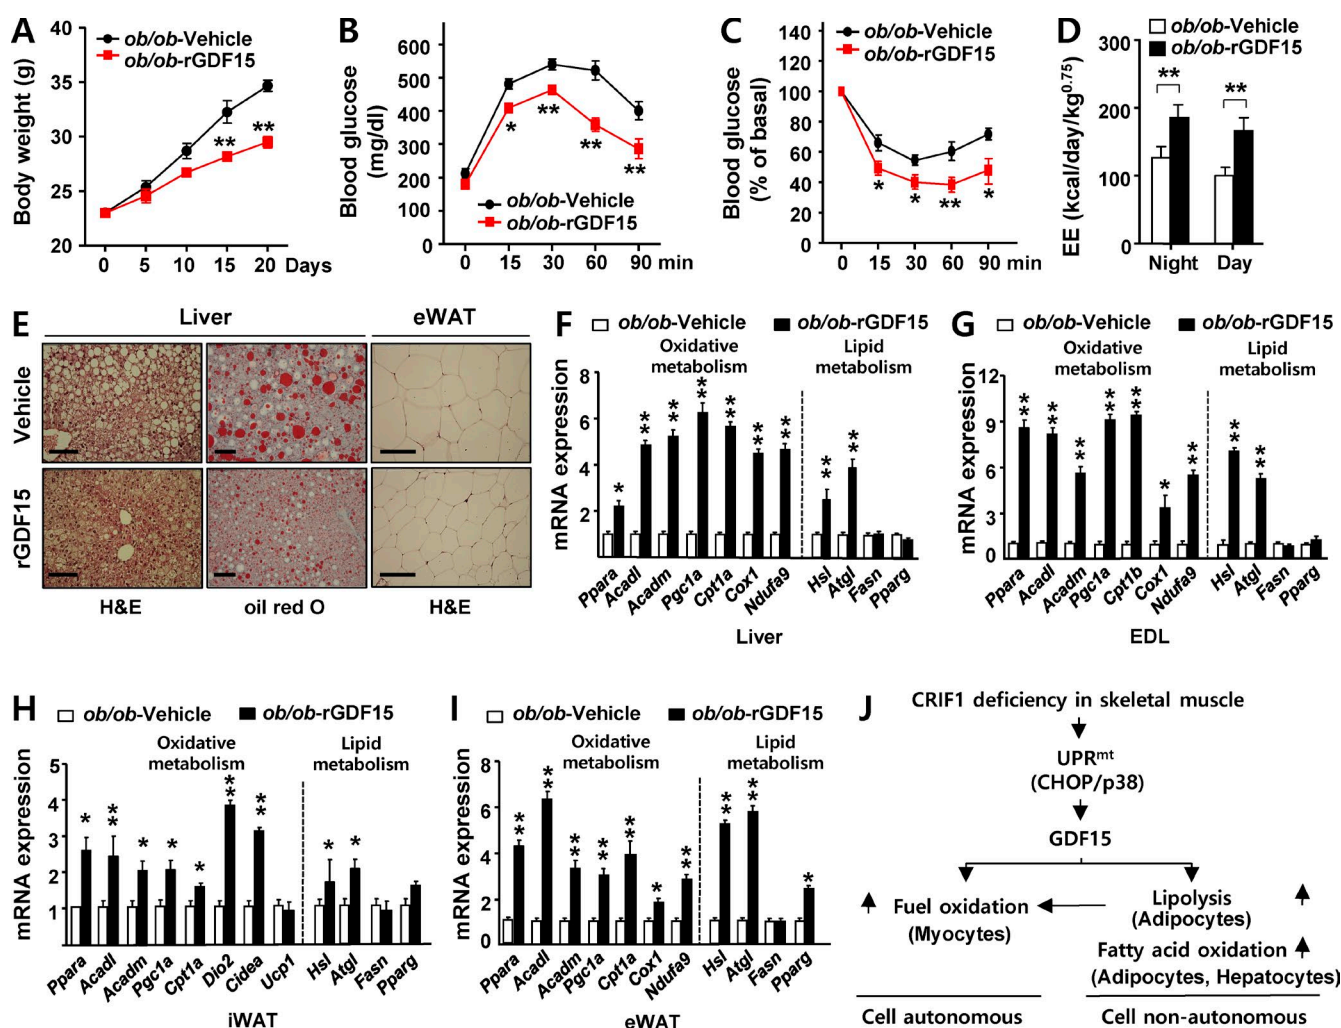 A
ob/ob-Vehicle
ob/ob-rGDF15
Body weight (g)
40
35
30
25
20
**
**
0 5 10 15 20 Days
B
ob/ob-Vehicle
ob/ob-rGDF15
Blood glucose
(mg/dl)
600
500
400
300
200
100
0
*
**
**
**
ob/ob-Vehicle
ob/ob-rGDF15
0 15 30 60 90 min
C
ob/ob-Vehicle
ob/ob-rGDF15
Blood glucose
(% of basal)
140
120
100
80
60
40
20
0
*
*
**
*
0 15 30 60 90 min
D
ob/ob-Vehicle
ob/ob-rGDF15
EE (kcal/day/kg0.75)
300
200
100
0
**
**
Night Day
E
Liver
eWAT
Vehicle
rGDF15
H&E
oil red O
H&E
F
ob/ob-Vehicle
ob/ob-rGDF15
Oxidative
metabolism
Lipid
metabolism
mRNA expression
8
6
4
2
0
*
**
**
**
**
**
**
**
**
Ppara Acadl Acadm Pgc1a Cpt1a Cox1 Ndufa9 Hsl Atgl Fasn Pparg
Liver
G
ob/ob-Vehicle
ob/ob-rGDF15
Oxidative
metabolism
Lipid
metabolism
mRNA expression
12
9
6
3
0
**
**
**
**
**
*
**
**
**
Ppara Acadl Acadm Pgc1a Cpt1b Cox1 Ndufa9 Hsl Atgl Fasn Pparg
EDL
H
ob/ob-Vehicle
ob/ob-rGDF15
Oxidative
metabolism
Lipid
metabolism
mRNA expression
5
4
3
2
1
0
*
**
*
*
*
**
**
*
*
Ppara Acadl Acadm Pgc1a Cpt1a Dio2 Cidea Ucp1 Hsl Atgl Fasn Pparg
iWAT
I
ob/ob-Vehicle
ob/ob-rGDF15
Oxidative
metabolism
Lipid
metabolism
mRNA expression
8
6
4
2
0
**
**
**
**
**
*
**
**
**
*
Ppara Acadl Acadm Pgc1a Cpt1a Cox1 Ndufa9 Hsl Atgl Fasn Pparg
eWAT
J
CRIF1 deficiency in skeletal muscle
UPRmt
(CHOP/p38)
GDF15
Fuel oxidation
(Myocytes)
Lipolysis
(Adipocytes)
Fatty acid oxidation
(Adipocytes, Hepatocytes)
Cell autonomous
Cell non-autonomous